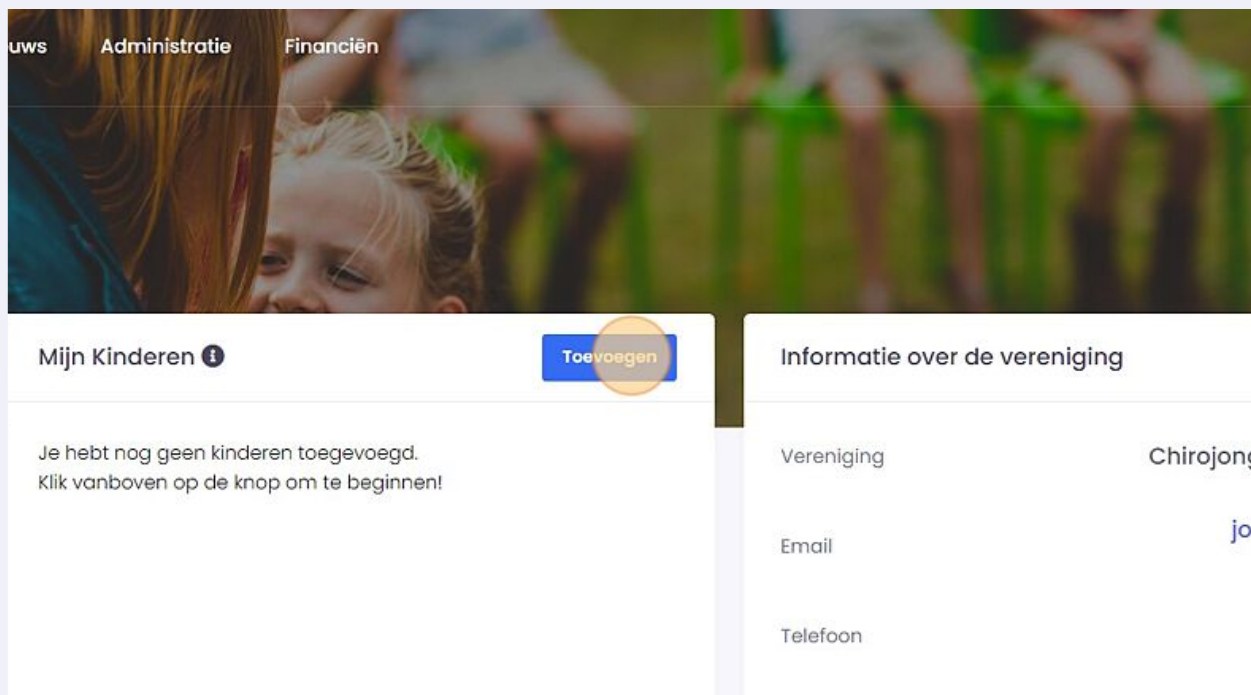 Administratie
Financiën
Mijn Kinderen
Toevoegen
Je hebt nog geen kinderen toegevoegd.
Klik vanboven op de knop om te beginnen!
Informatie over de vereniging
Vereniging
Email
Telefoon